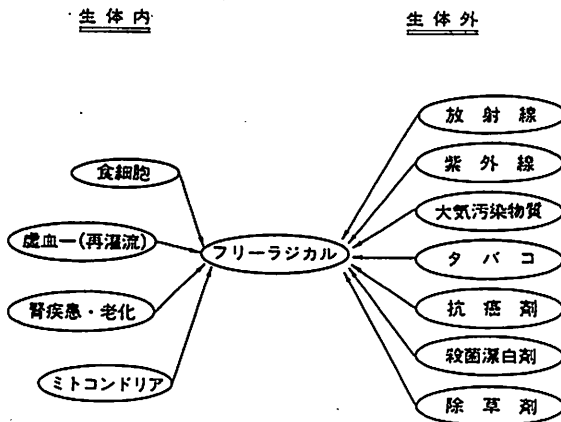 生体内
生体外
食細胞
虚血―(再灌流)
腎疾患・老化
ミトコンドリア
フリーラジカル
放射線
紫外線
大気汚染物質
タバコ
抗癌剤
殺菌漂白剤
除草剤